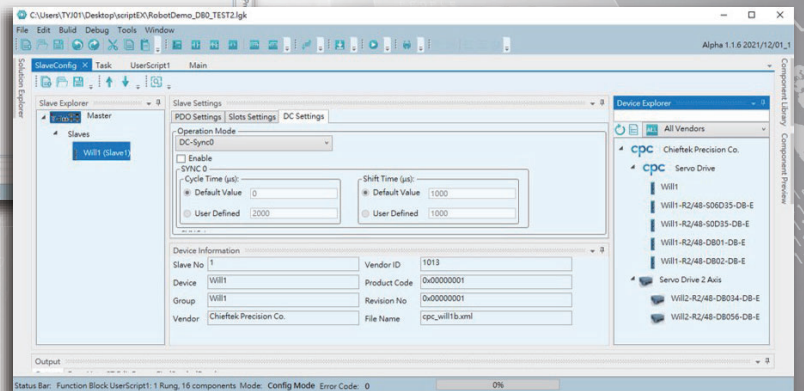 C:\Users\TYJ01\Desktop\scriptEX\RobotDemo_DB0_TEST2.lgk
File Edit Bulid Debug Tools Window
Alpha 1.1.6 2021/12/01_1
SlaveConfig Task UserScript1 Main
Solution Explorer
Slave Explorer
Master
Slaves
Will1 (Slave1)
Slave Settings
PDO Settings Slots Settings DC Settings
Operation Mode
DC-Sync0
Enable
SYNC 0
Cycle Time (µs):
Default Value 0
User Defined 2000
Shift Time (µs):
Default Value 1000
User Defined 1000
Device Information
Slave No 1
Vendor ID 1013
Device Will1
Product Code 0x00000001
Group Will1
Revision No 0x00000001
Vendor Chieftek Precision Co.
File Name cpc_will1b.xml
Device Explorer
All Vendors
cpc Chieftek Precision Co.
cpc Servo Drive
Will1
Will1-R2/48-S06D35-DB-E
Will1-R2/48-S0D35-DB-E
Will1-R2/48-DB01-DB-E
Will1-R2/48-DB02-DB-E
Servo Drive 2 Axis
Will2-R2/48-DB034-DB-E
Will2-R2/48-DB056-DB-E
Component Library
Component Preview
Output
Status Bar: Function Block UserScript1: 1 Rung, 16 components Mode: Config Mode Error Code: 0
0%